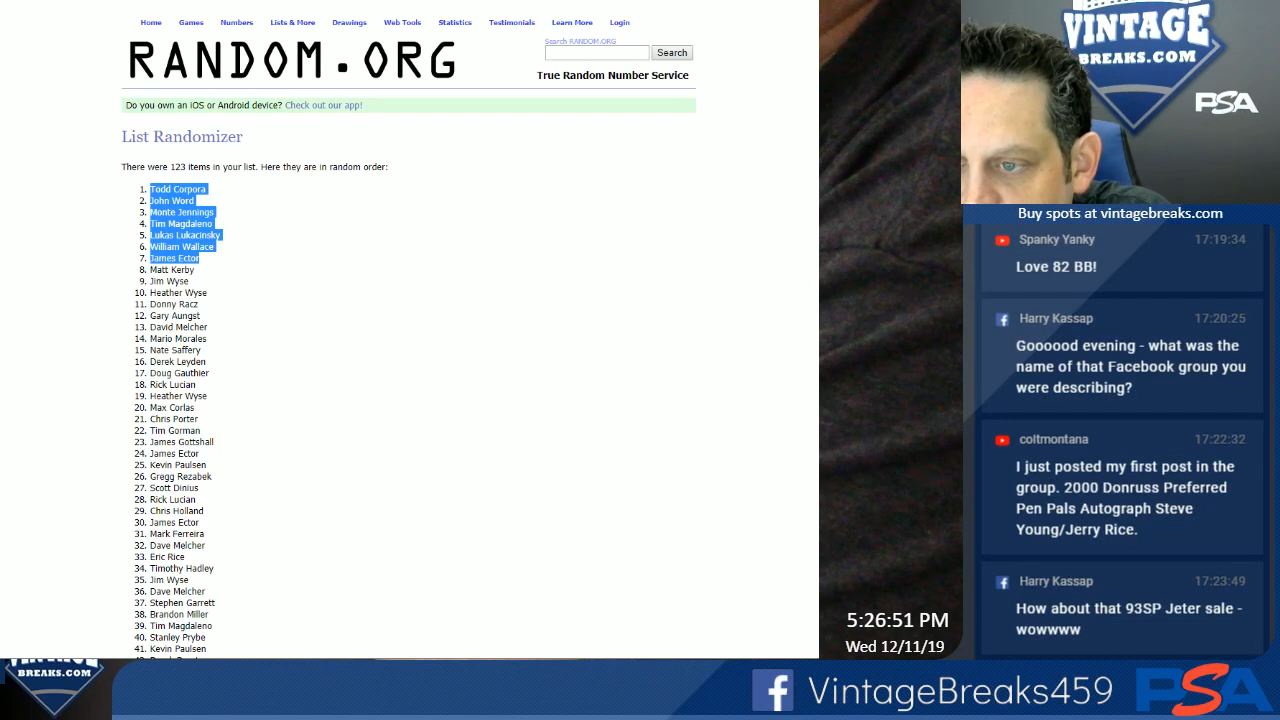 Home Games Numbers Lists & More Drawings Web Tools Statistics Testimonials Learn More Login
RANDOM.ORG
Search RANDOM.ORG
Search
True Random Number Service
Do you own an iOS or Android device? Check out our app!
List Randomizer
There were 123 items in your list. Here they are in random order:
1. Todd Corpora
2. John Word
3. Monte Jennings
4. Tim Magdaleno
5. Lukas Lukacinsky
6. William Wallace
7. James Ector
8. Matt Kerby
9. Jim Wyse
10. Heather Wyse
11. Donny Racz
12. Gary Aungst
13. David Melcher
14. Mario Morales
15. Nate Saffery
16. Derek Leyden
17. Doug Gauthier
18. Rick Lucian
19. Heather Wyse
20. Max Corlas
21. Chris Porter
22. Tim Gorman
23. James Gottshall
24. James Ector
25. Kevin Paulsen
26. Gregg Rezabek
27. Scott Dinius
28. Rick Lucian
29. Chris Holland
30. James Ector
31. Mark Ferreira
32. Dave Melcher
33. Eric Rice
34. Timothy Hadley
35. Jim Wyse
36. Dave Melcher
37. Stephen Garrett
38. Brandon Miller
39. Tim Magdaleno
40. Stanley Prybe
41. Kevin Paulsen
VINTAGE
BREAKS.COM
PSA
Buy spots at vintagebreaks.com
Spanky Yanky 17:19:34
Love 82 BB!
Harry Kassap 17:20:25
Goooood evening - what was the
name of that Facebook group you
were describing?
coltmontana 17:22:32
I just posted my first post in the
group. 2000 Donruss Preferred
Pen Pals Autograph Steve
Young/Jerry Rice.
Harry Kassap 17:23:49
How about that 93SP Jeter sale -
wowwww
5:26:51 PM
Wed 12/11/19
BREAKS.COM
f VintageBreaks459
PSA